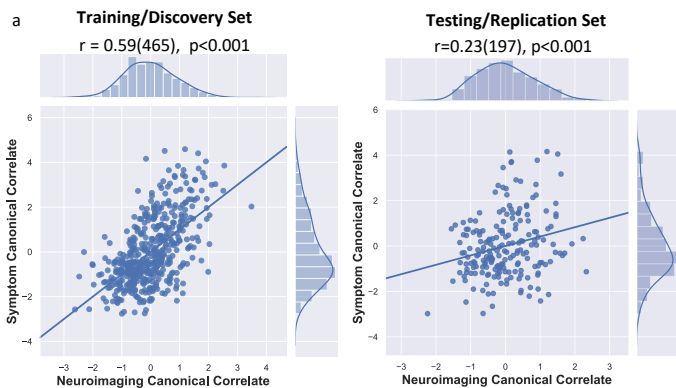 a
Training/Discovery Set
r = 0.59(465), p<0.001
6
4
2
0
−2
−4
Symptom Canonical Correlate
−3 −2 −1 0 1 2 3 4
Neuroimaging Canonical Correlate
Testing/Replication Set
r=0.23(197), p<0.001
6
4
2
0
−2
−4
Symptom Canonical Correlate
−3 −2 −1 0 1 2 3
Neuroimaging Canonical Correlate